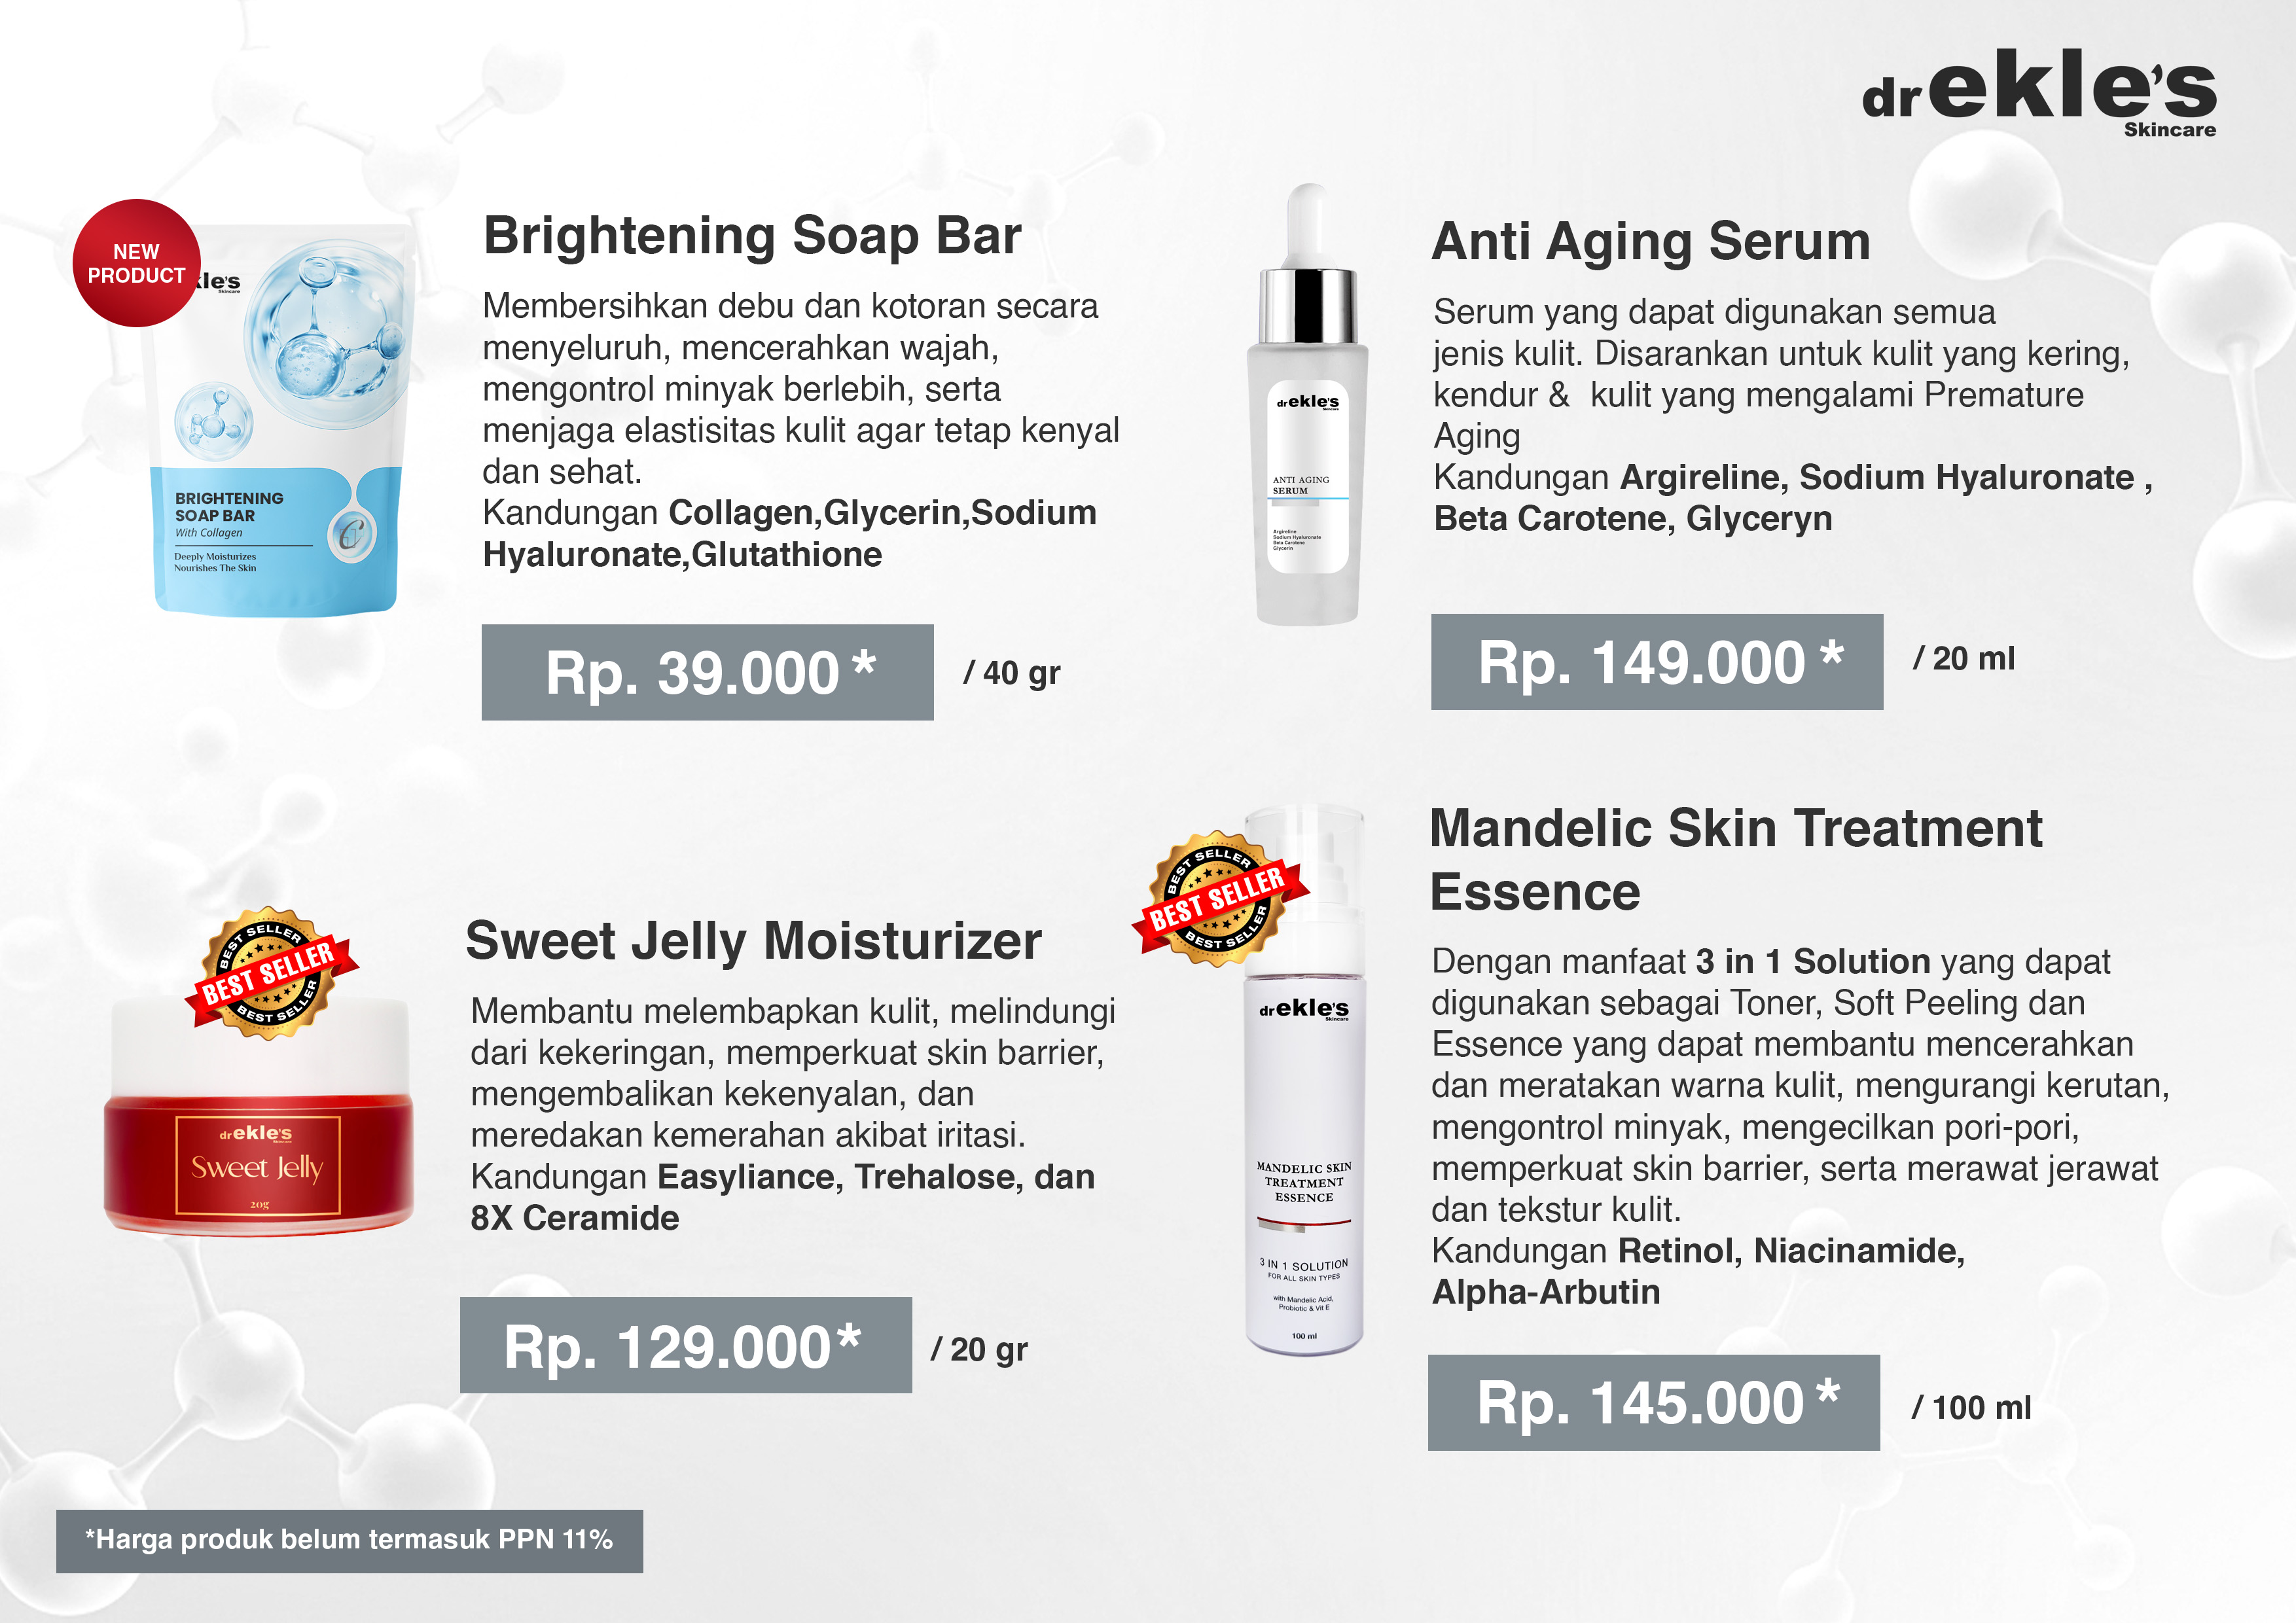 drekle's
Skincare
NEW
PRODUCT
kle's
Skincare
BRIGHTENING
SOAP BAR
With Collagen
Deeply Moisturizes
Nourishes The Skin
Brightening Soap Bar
Membersihkan debu dan kotoran secara
menyeluruh, mencerahkan wajah,
mengontrol minyak berlebih, serta
menjaga elastisitas kulit agar tetap kenyal
dan sehat.
Kandungan Collagen,Glycerin,Sodium
Hyaluronate,Glutathione
Rp. 39.000 * / 40 gr
drekle's
Skincare
ANTI AGING
SERUM
Argireline
Sodium Hyaluronate
Beta Carotene
Glycerin
Anti Aging Serum
Serum yang dapat digunakan semua
jenis kulit. Disarankan untuk kulit yang kering,
kendur & kulit yang mengalami Premature
Aging
Kandungan Argireline, Sodium Hyaluronate ,
Beta Carotene, Glyceryn
Rp. 149.000 * / 20 ml
BEST SELLER
BEST SELLER
BEST SELLER
drekle's
Skincare
Sweet Jelly
20g
Sweet Jelly Moisturizer
Membantu melembapkan kulit, melindungi
dari kekeringan, memperkuat skin barrier,
mengembalikan kekenyalan, dan
meredakan kemerahan akibat iritasi.
Kandungan Easyliance, Trehalose, dan
8X Ceramide
Rp. 129.000* / 20 gr
BEST SELLER
BEST SELLER
BEST SELLER
drekle's
Skincare
MANDELIC SKIN
TREATMENT
ESSENCE
3 IN 1 SOLUTION
FOR ALL SKIN TYPES
with Mandelic Acid,
Probiotic & Vit E
100 ml
Mandelic Skin Treatment
Essence
Dengan manfaat 3 in 1 Solution yang dapat
digunakan sebagai Toner, Soft Peeling dan
Essence yang dapat membantu mencerahkan
dan meratakan warna kulit, mengurangi kerutan,
mengontrol minyak, mengecilkan pori-pori,
memperkuat skin barrier, serta merawat jerawat
dan tekstur kulit.
Kandungan Retinol, Niacinamide,
Alpha-Arbutin
Rp. 145.000 * / 100 ml
*Harga produk belum termasuk PPN 11%